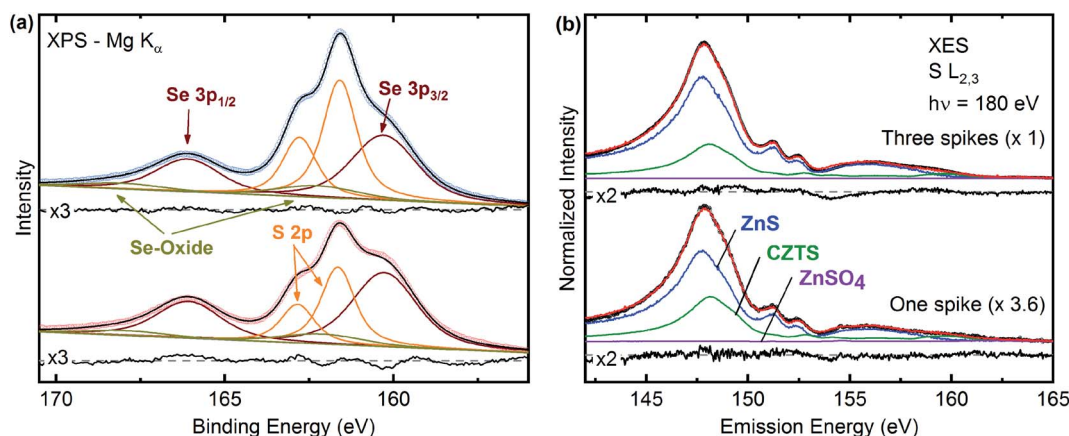 (a)
XPS - Mg Kα
Se 3p1/2
Se 3p3/2
x3
Se-Oxide
S 2p
x3
Intensity
170
165
160
Binding Energy (eV)
(b)
XES
S L2,3
hν = 180 eV
Three spikes (x 1)
x2
ZnS
CZTS
ZnSO4
One spike (x 3.6)
x2
Normalized Intensity
145
150
155
160
165
Emission Energy (eV)